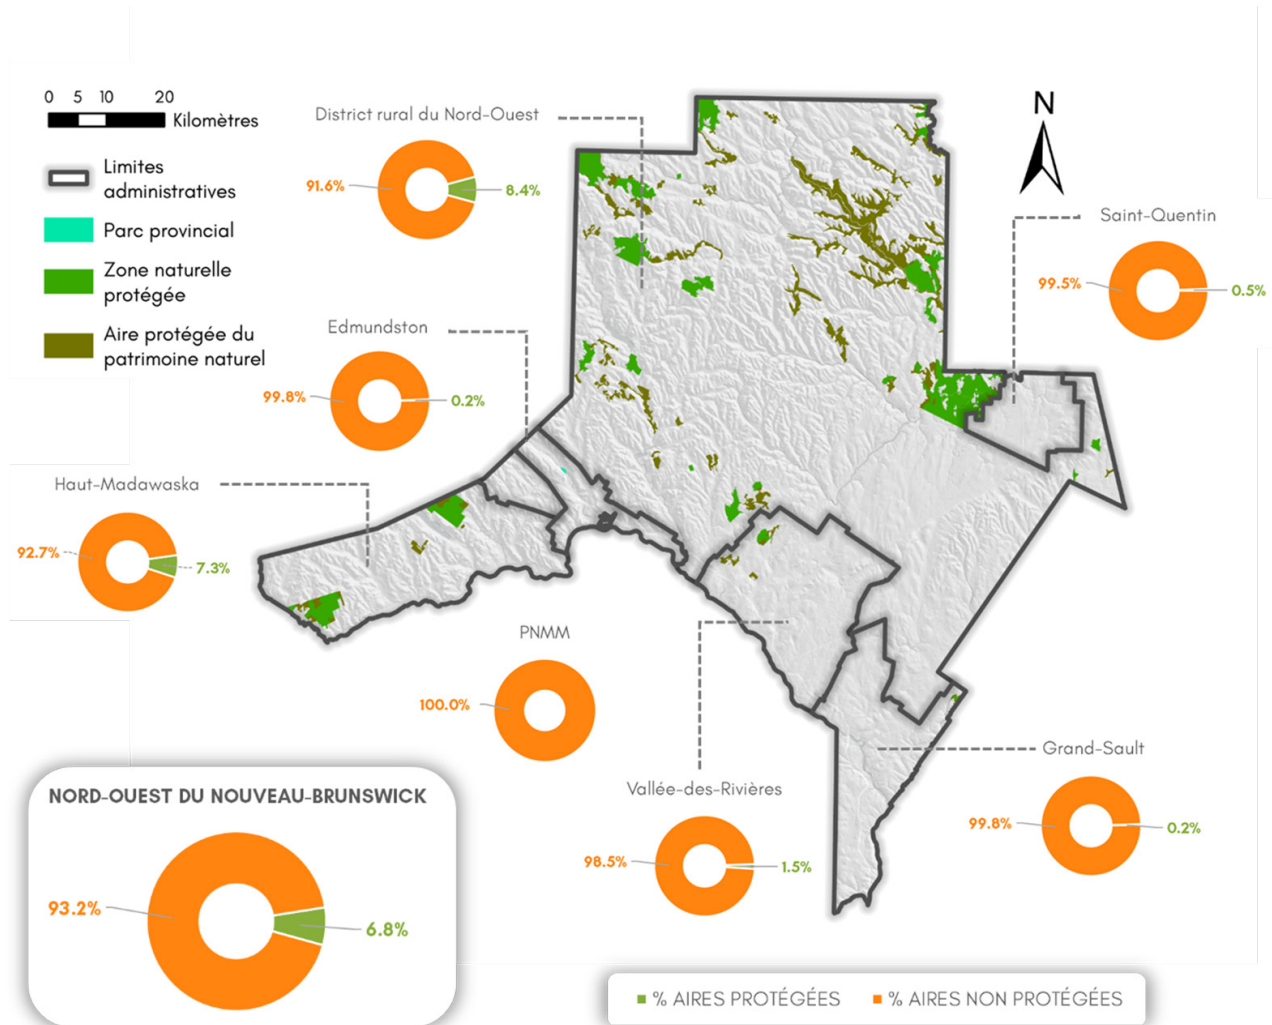 0 5 10 20
Kilomètres
Limites
administratives
Parc provincial
Zone naturelle
protégée
Aire protégée du
patrimoine naturel
District rural du Nord-Ouest
91.6%
8.4%
N
Saint-Quentin
99.5%
0.5%
Edmundston
99.8%
0.2%
Haut-Madawaska
92.7%
7.3%
PNMM
100.0%
Vallée-des-Rivières
98.5%
1.5%
Grand-Sault
99.8%
0.2%
NORD-OUEST DU NOUVEAU-BRUNSWICK
93.2%
6.8%
% AIRES PROTÉGÉES
% AIRES NON PROTÉGÉES